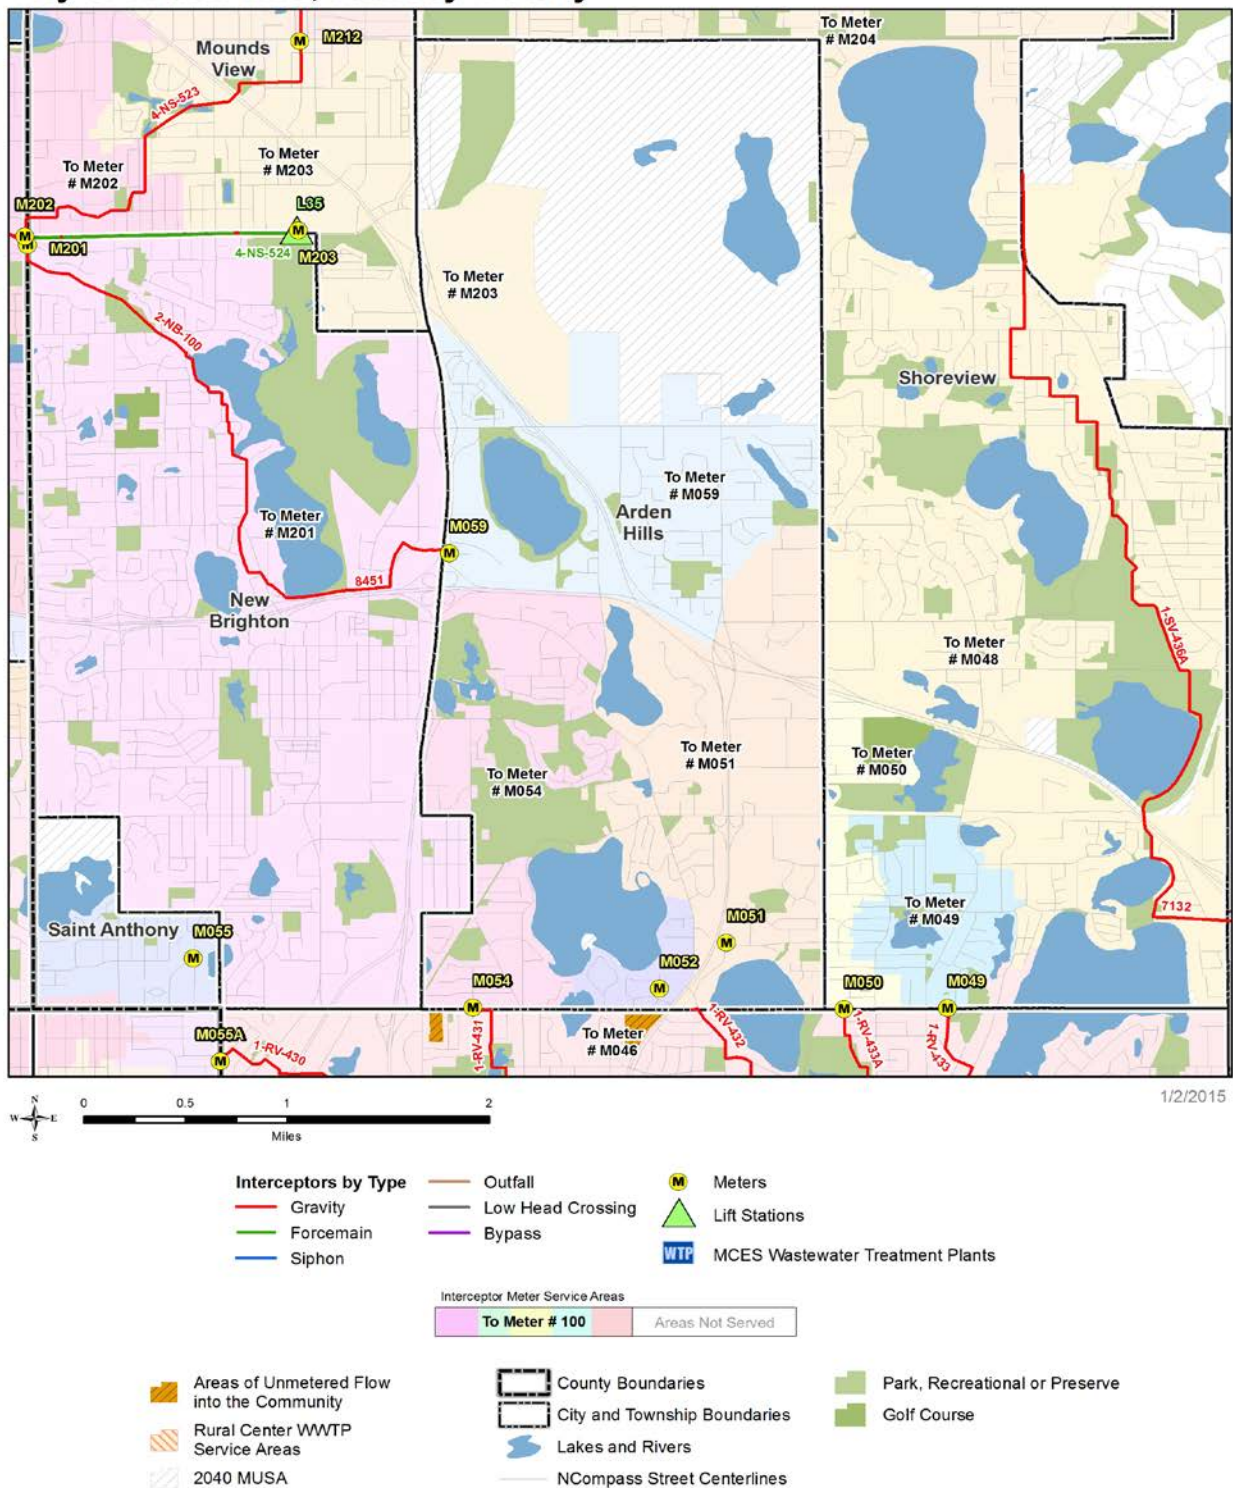 Mounds
View
M212
To Meter
# M204
4-NS-523
To Meter
# M202
To Meter
# M203
M202
L35
M201
4-NS-524
M203
To Meter
# M203
2-NB-100
Shoreview
To Meter
# M059
Arden
Hills
To Meter
# M201
M059
8451
New
Brighton
1-SV-436A
To Meter
# M048
To Meter
# M051
To Meter
# M050
To Meter
# M054
To Meter
# M049
7132
Saint Anthony
M055
M051
M052
M054
M050
M049
M055A
1-RV-430
1-RV-431
To Meter
# M046
1-RV-432
1-RV-433A
1-RV-433
1/2/2015
N
W E
S
0 0.5 1 2
Miles
Interceptors by Type
Gravity
Forcemain
Siphon
Outfall
Low Head Crossing
Bypass
M Meters
Lift Stations
WTP MCES Wastewater Treatment Plants
Interceptor Meter Service Areas
To Meter # 100 Areas Not Served
Areas of Unmetered Flow
into the Community
Rural Center WWTP
Service Areas
2040 MUSA
County Boundaries
City and Township Boundaries
Lakes and Rivers
NCompass Street Centerlines
Park, Recreational or Preserve
Golf Course